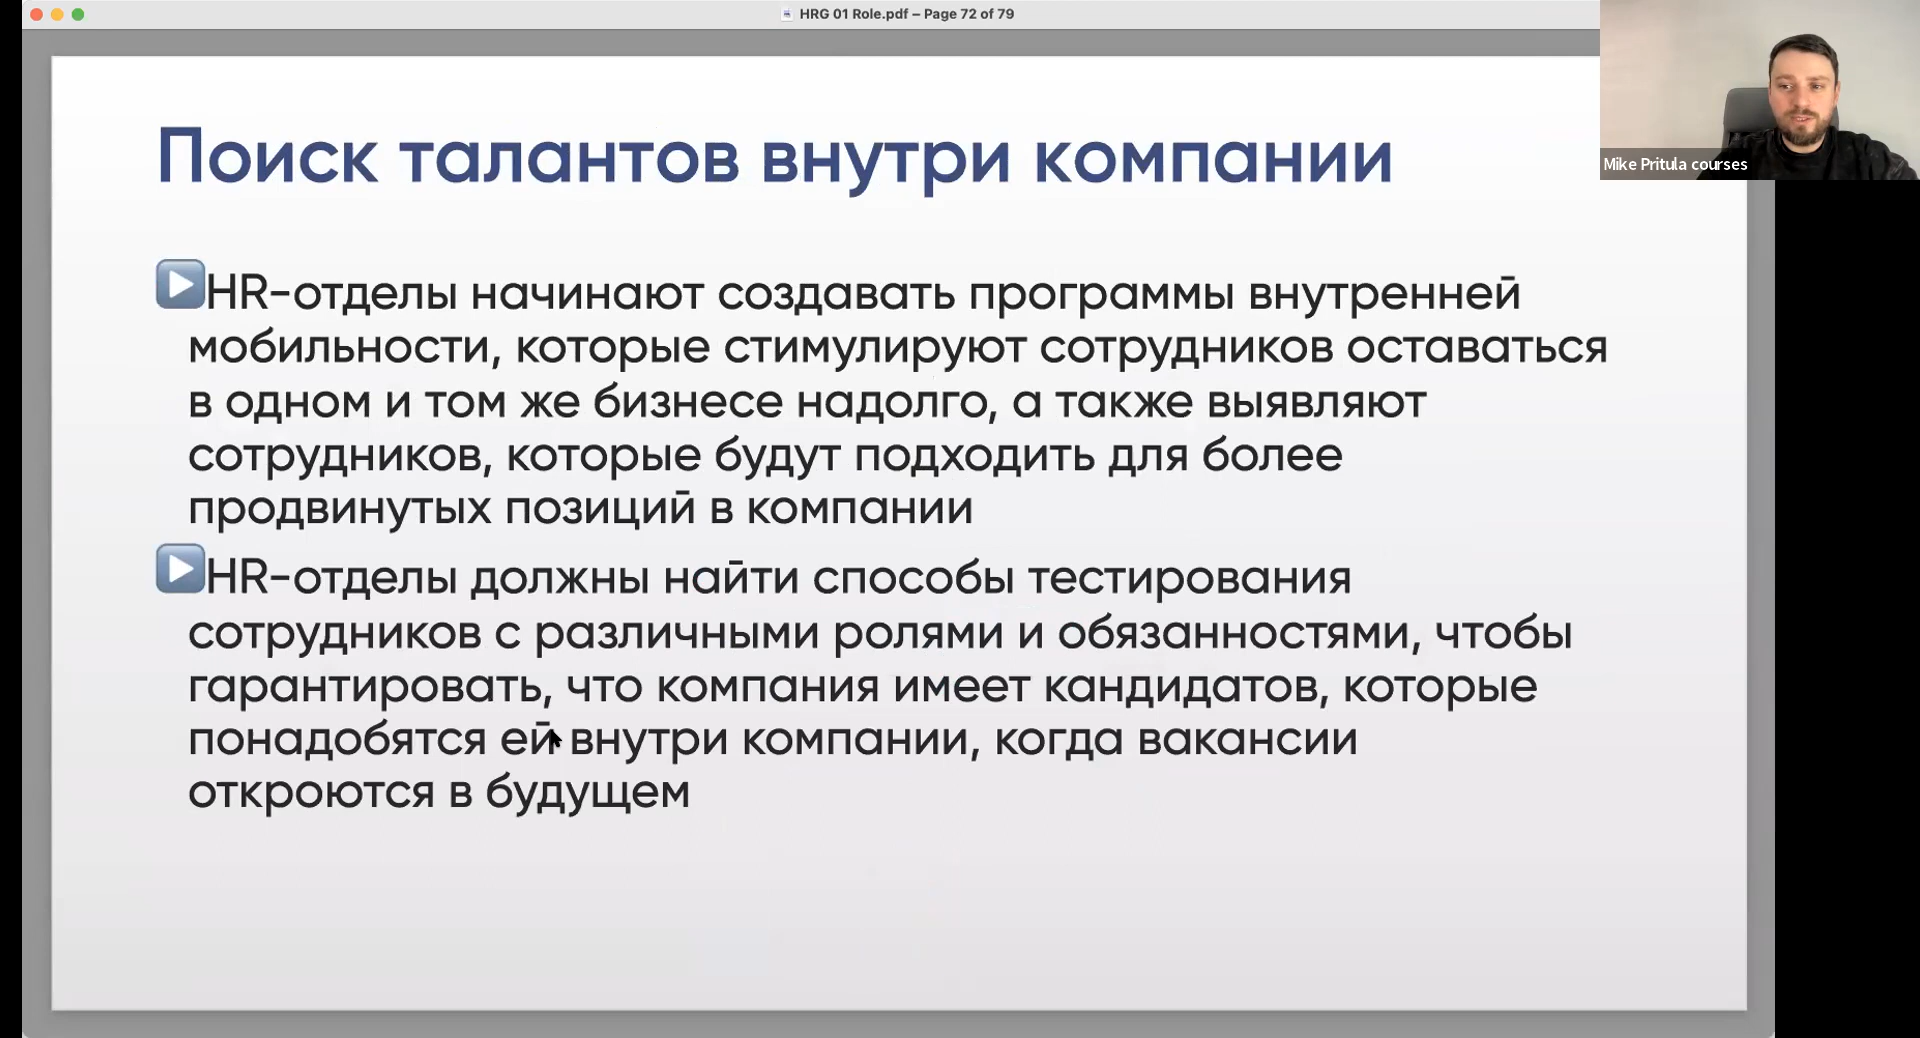 HRG 01 Role.pdf – Page 72 of 79
Mike Pritula courses
Поиск талантов внутри компании
HR-отделы начинают создавать программы внутренней
мобильности, которые стимулируют сотрудников оставаться
в одном и том же бизнесе надолго, а также выявляют
сотрудников, которые будут подходить для более
продвинутых позиций в компании
HR-отделы должны найти способы тестирования
сотрудников с различными ролями и обязанностями, чтобы
гарантировать, что компания имеет кандидатов, которые
понадобятся ей внутри компании, когда вакансии
откроются в будущем